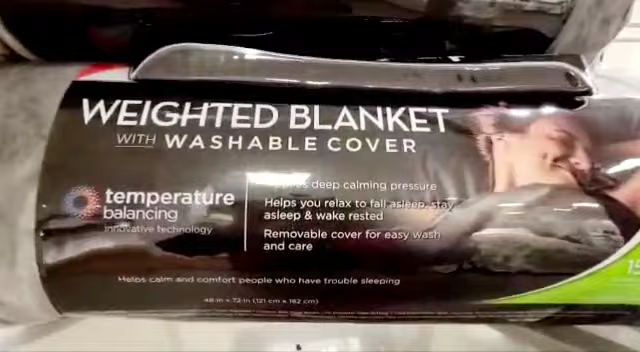 WEIGHTED BLANKET
WITH WASHABLE COVER
temperature
balancing
innovative technology
deep calming pressure
Helps you relax to fall asleep, stay
asleep & wake rested
Removable cover for easy wash
and care
Helps calm and comfort people who have trouble sleeping
48 in x 72 in (121 cm x 182 cm)
15